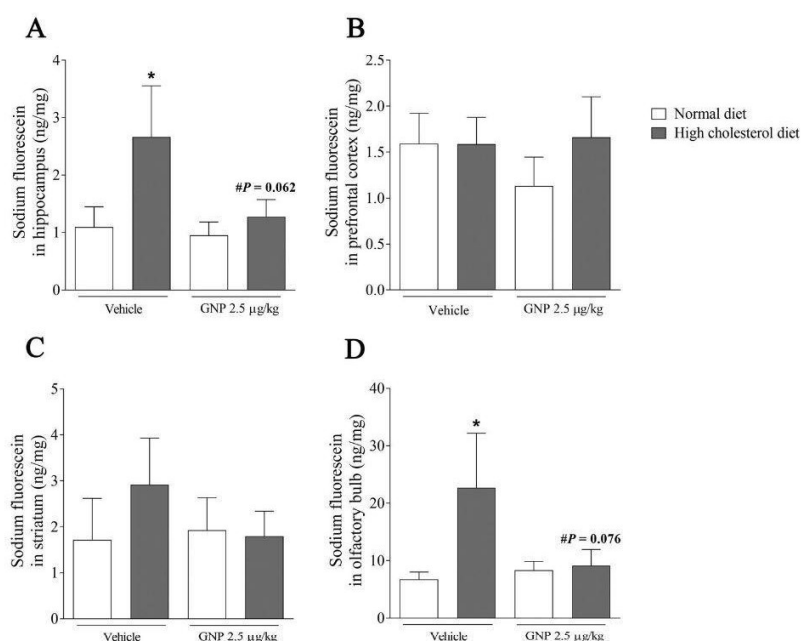 A
Sodium fluorescein
in hippocampus (ng/mg)
4
3
2
1
0
*
#P = 0.062
Vehicle
GNP 2.5 µg/kg
B
Sodium fluorescein
in prefrontal cortex (ng/mg)
2.5
2.0
1.5
1.0
0.5
0.0
Vehicle
GNP 2.5 µg/kg
Normal diet
High cholesterol diet
C
Sodium fluorescein
in striatum (ng/mg)
5
4
3
2
1
0
Vehicle
GNP 2.5 µg/kg
D
Sodium fluorescein
in olfactory bulb (ng/mg)
40
30
20
10
0
*
#P = 0.076
Vehicle
GNP 2.5 µg/kg